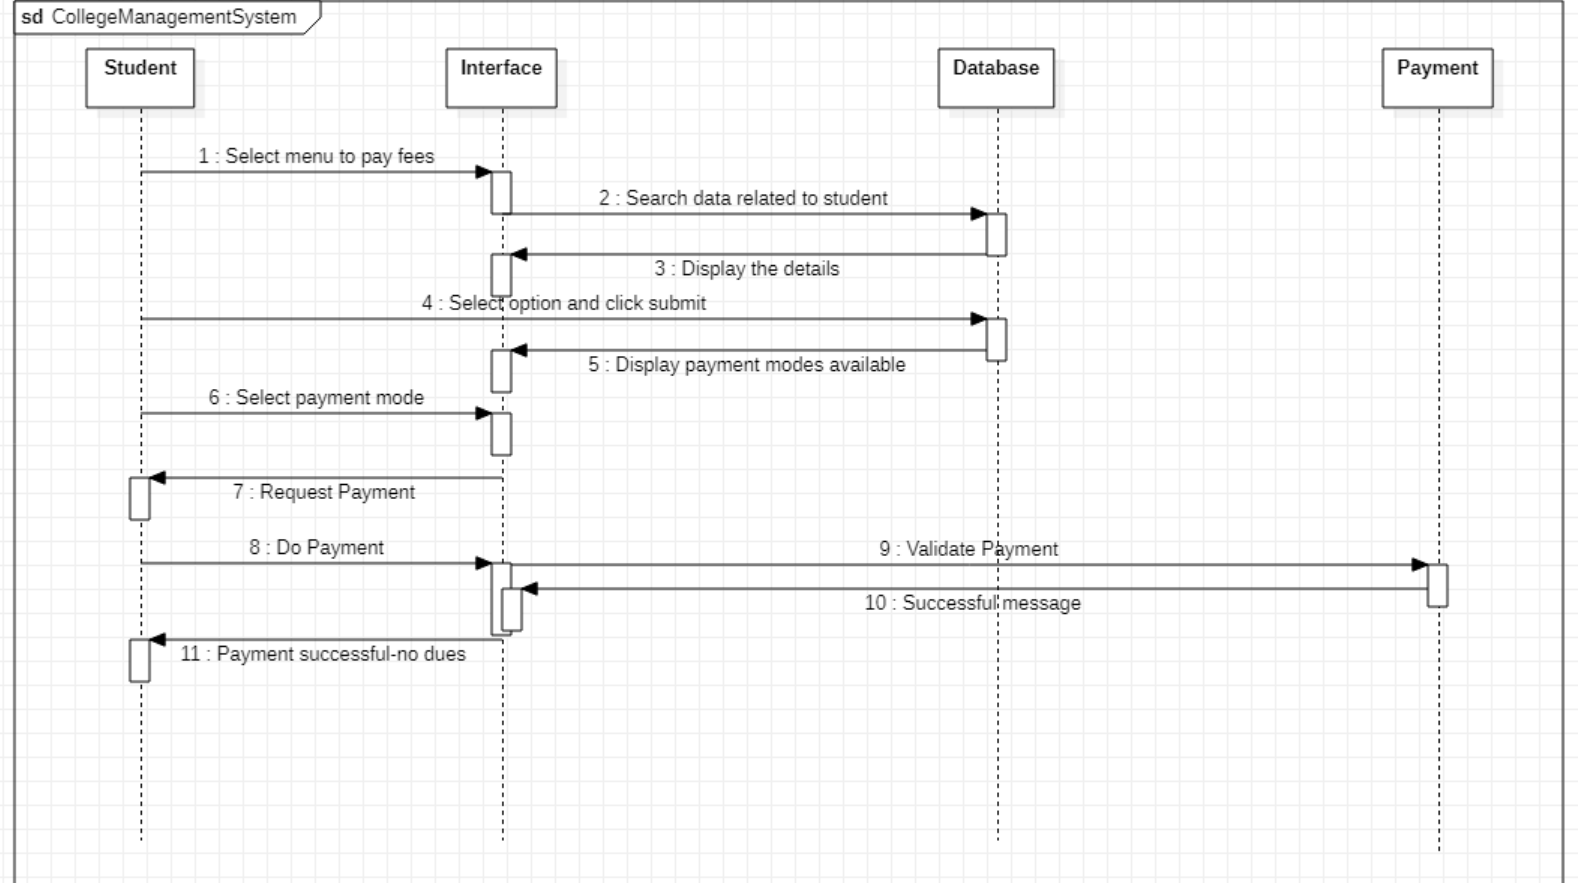 sd CollegeManagementSystem
Student
Interface
Database
Payment
1 : Select menu to pay fees
2 : Search data related to student
3 : Display the details
4 : Select option and click submit
5 : Display payment modes available
6 : Select payment mode
7 : Request Payment
8 : Do Payment
9 : Validate Payment
10 : Successful message
11 : Payment successful-no dues